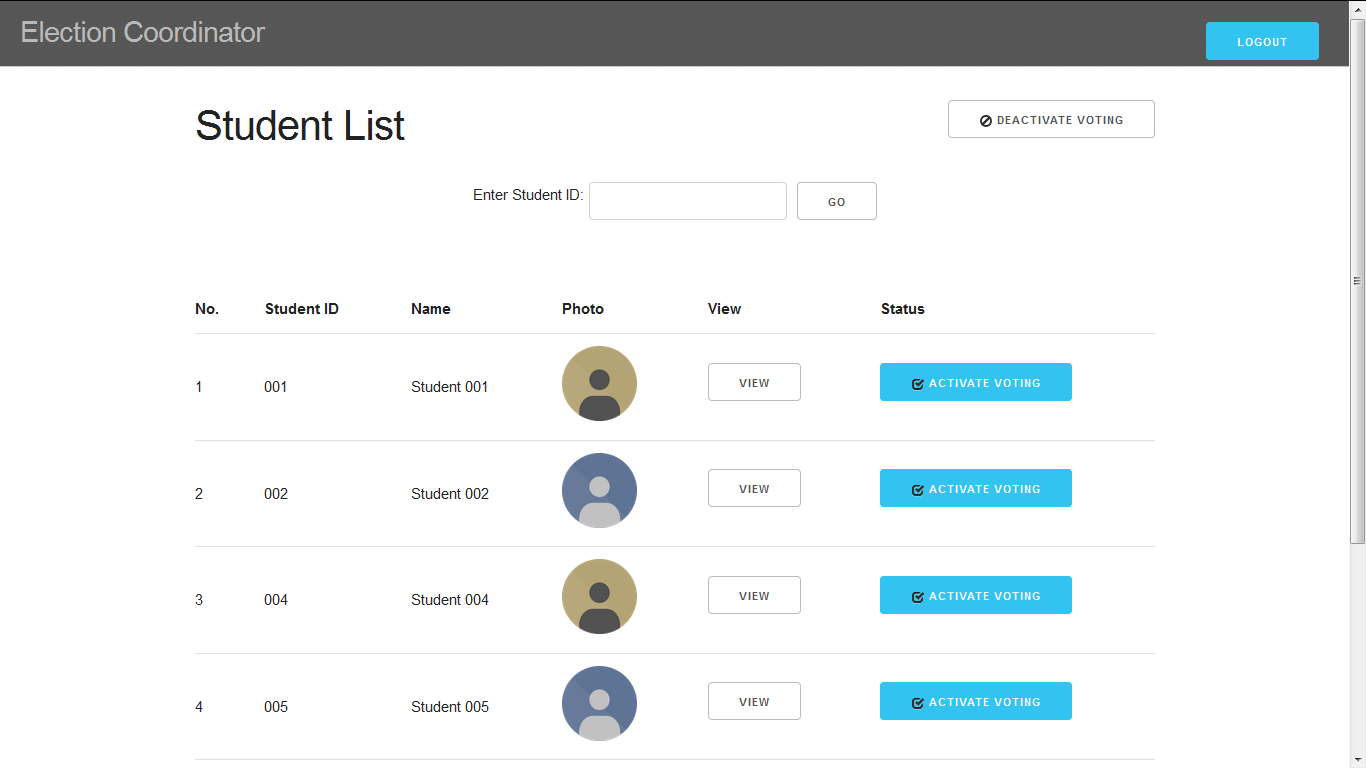 Election Coordinator
LOGOUT
Student List
DEACTIVATE VOTING
Enter Student ID:
GO
No. Student ID Name Photo View Status
1 001 Student 001 VIEW ACTIVATE VOTING
2 002 Student 002 VIEW ACTIVATE VOTING
3 004 Student 004 VIEW ACTIVATE VOTING
4 005 Student 005 VIEW ACTIVATE VOTING